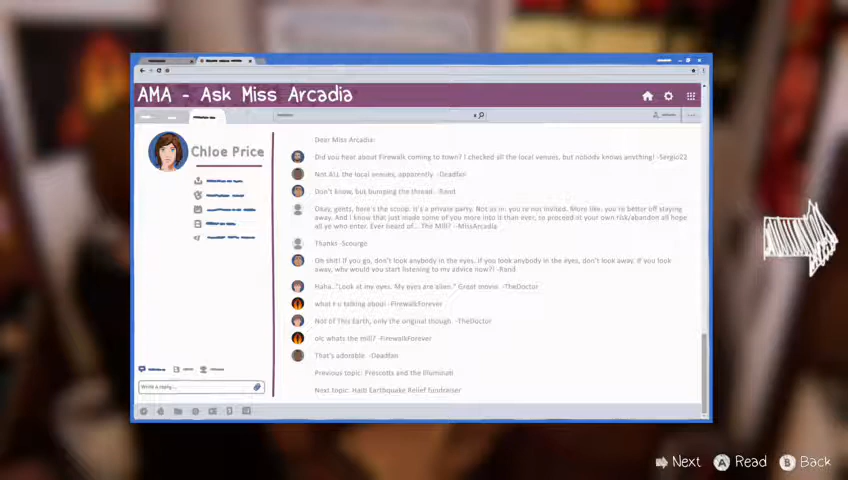 AMA - Ask Miss Arcadia
Chloe Price
Dear Miss Arcadia:
Did you hear about Firewalk coming to town? I checked all the local venues, but nobody knows anything! -Sergio22
Not ALL the local venues, apparently. -Deadfan
Don't know, but bumping the thread. -Rand
Okay, gents, here's the scoop. It's a private party. Not as in: you're not invited. More like, you're better off staying
away. And I know that just made some of you more into it than ever, so proceed at your own risk/abandon all hope
all ye who enter. Ever heard of... The Mill? --MissArcadia
Thanks -Scourge
Oh shit! If you go, don't look anybody in the eyes. If you look anybody in the eyes, don't look away. If you look
away, why would you start listening to my advice now?! -Rand
Haha.."Look at my eyes. My eyes are alien." Great movie. -TheDoctor
what r u talking about -FirewalkForever
Not of This Earth, only the original though. -TheDoctor
oic whats the mill? -FirewalkForever
That's adorable. -Deadfan
Previous topic: Prescotts and the Illuminati
Next topic: Haiti Earthquake Relief fundraiser
Write a reply...
Next
A Read
B Back